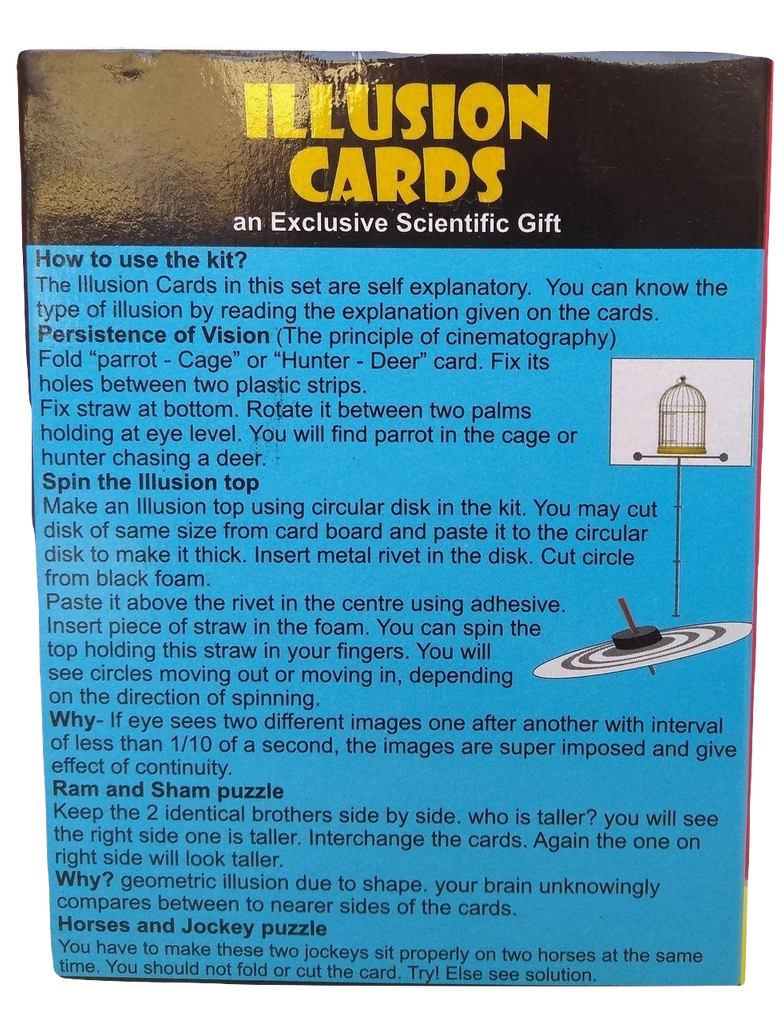 ILLUSION
CARDS
an Exclusive Scientific Gift
How to use the kit?
The Illusion Cards in this set are self explanatory. You can know the
type of illusion by reading the explanation given on the cards.
Persistence of Vision (The principle of cinematography)
Fold “parrot - Cage” or “Hunter - Deer” card. Fix its
holes between two plastic strips.
Fix straw at bottom. Rotate it between two palms
holding at eye level. You will find parrot in the cage or
hunter chasing a deer.
Spin the Illusion top
Make an Illusion top using circular disk in the kit. You may cut
disk of same size from card board and paste it to the circular
disk to make it thick. Insert metal rivet in the disk. Cut circle
from black foam.
Paste it above the rivet in the centre using adhesive.
Insert piece of straw in the foam. You can spin the
top holding this straw in your fingers. You will
see circles moving out or moving in, depending
on the direction of spinning.
Why- If eye sees two different images one after another with interval
of less than 1/10 of a second, the images are super imposed and give
effect of continuity.
Ram and Sham puzzle
Keep the 2 identical brothers side by side. who is taller? you will see
the right side one is taller. Interchange the cards. Again the one on
right side will look taller.
Why? geometric illusion due to shape. your brain unknowingly
compares between to nearer sides of the cards.
Horses and Jockey puzzle
You have to make these two jockeys sit properly on two horses at the same
time. You should not fold or cut the card. Try! Else see solution.